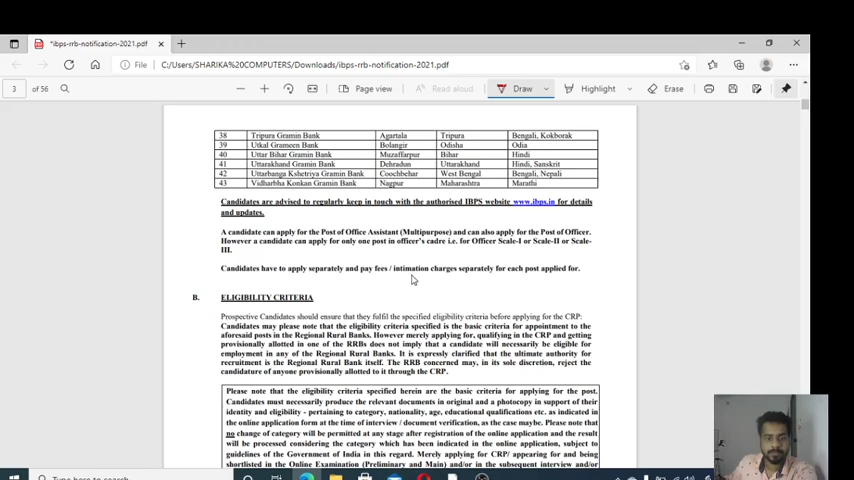 *ibps-rrb-notification-2021.pdf
File C:/Users/SHARIKA%20COMPUTERS/Downloads/ibps-rrb-notification-2021.pdf
3 of 56 Page view Read aloud Draw Highlight Erase
38 Tripura Gramin Bank Agartala Tripura Bengali, Kokborak
39 Utkal Grameen Bank Bolangir Odisha Odia
40 Uttar Bihar Gramin Bank Muzaffarpur Bihar Hindi
41 Uttarakhand Gramin Bank Dehradun Uttarakhand Hindi, Sanskrit
42 Uttarbanga Kshetriya Gramin Bank Coochbehar West Bengal Bengali, Nepali
43 Vidharbha Konkan Gramin Bank Nagpur Maharashtra Marathi
Candidates are advised to regularly keep in touch with the authorised IBPS website www.ibps.in for details
and updates.
A candidate can apply for the Post of Office Assistant (Multipurpose) and can also apply for the Post of Officer.
However a candidate can apply for only one post in officer's cadre i.e. for Officer Scale-I or Scale-II or Scale-
III.
Candidates have to apply separately and pay fees / intimation charges separately for each post applied for.
B. ELIGIBILITY CRITERIA
Prospective Candidates should ensure that they fulfil the specified eligibility criteria before applying for the CRP:
Candidates may please note that the eligibility criteria specified is the basic criteria for appointment to the
aforesaid posts in the Regional Rural Banks. However merely applying for, qualifying in the CRP and getting
provisionally allotted in one of the RRBs does not imply that a candidate will necessarily be eligible for
employment in any of the Regional Rural Banks. It is expressly clarified that the ultimate authority for
recruitment is the Regional Rural Bank itself. The RRB concerned may, in its sole discretion, reject the
candidature of anyone provisionally allotted to it through the CRP.
Please note that the eligibility criteria specified herein are the basic criteria for applying for the post.
Candidates must necessarily produce the relevant documents in original and a photocopy in support of their
identity and eligibility - pertaining to category, nationality, age, educational qualifications etc. as indicated in
the online application form at the time of interview / document verification, as the case maybe. Please note that
no change of category will be permitted at any stage after registration of the online application and the result
will be processed considering the category which has been indicated in the online application, subject to
guidelines of the Government of India in this regard. Merely applying for CRP/ appearing for and being
shortlisted in the Online Examination (Preliminary and Main) and/or in the subsequent interview and/or
Type here to search